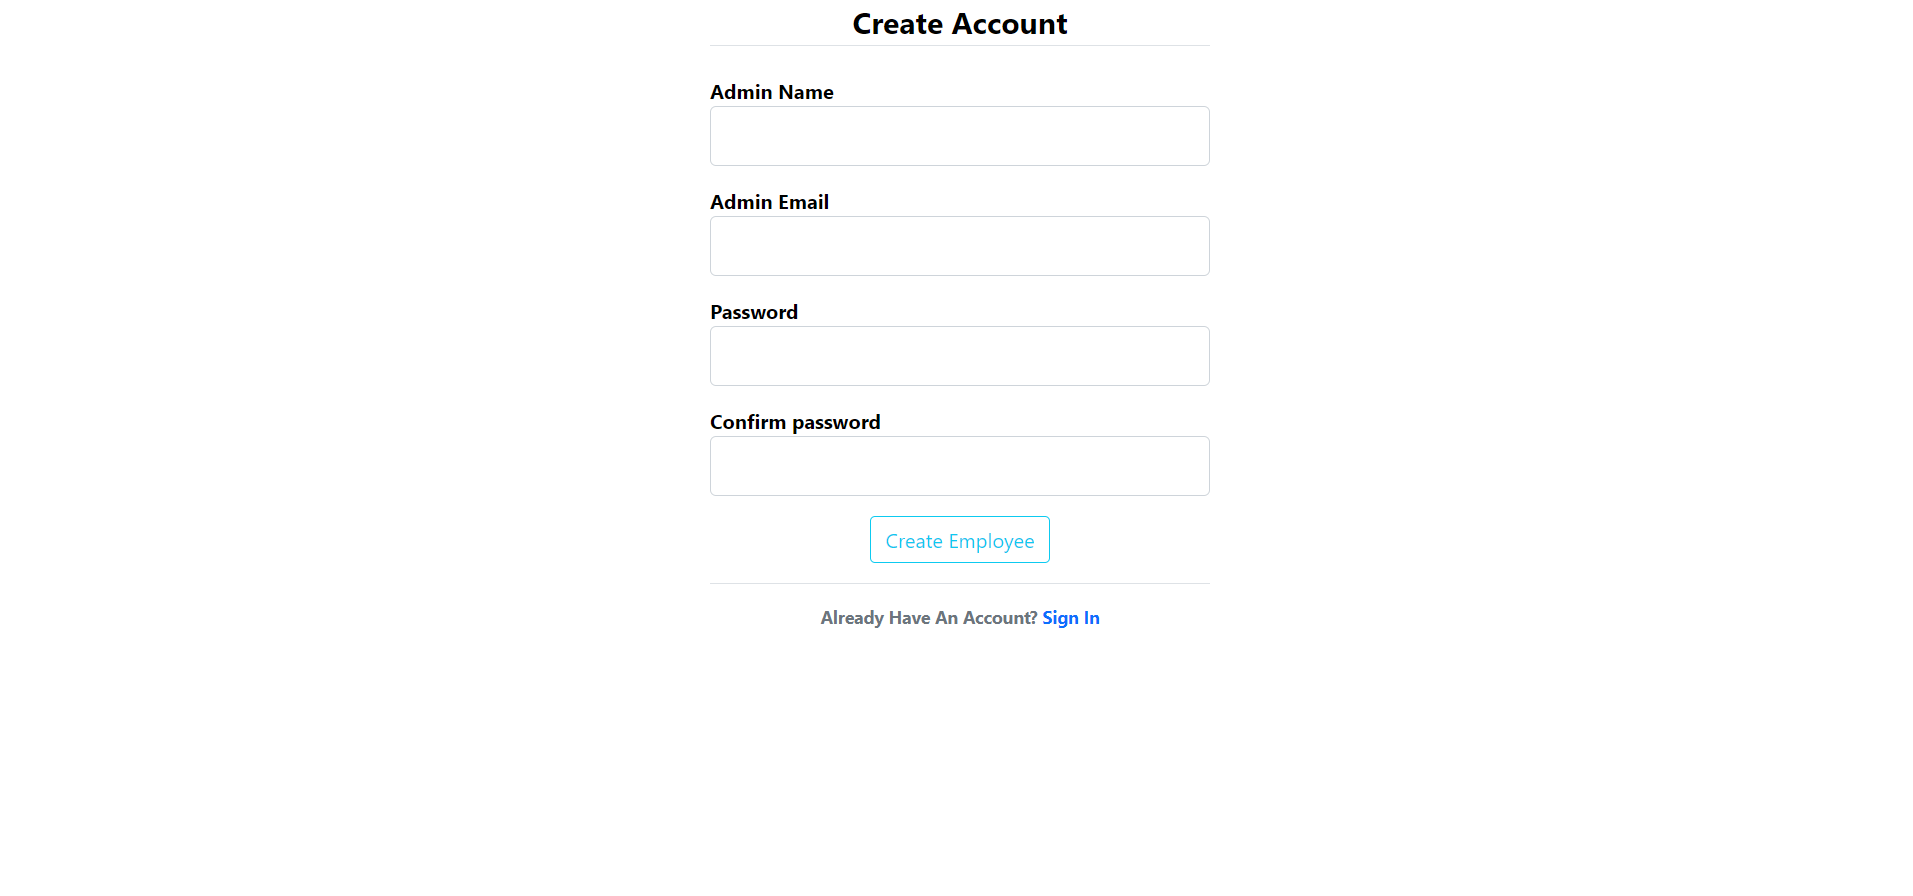 Create Account
Admin Name
Admin Email
Password
Confirm password
Create Employee
Already Have An Account? Sign In